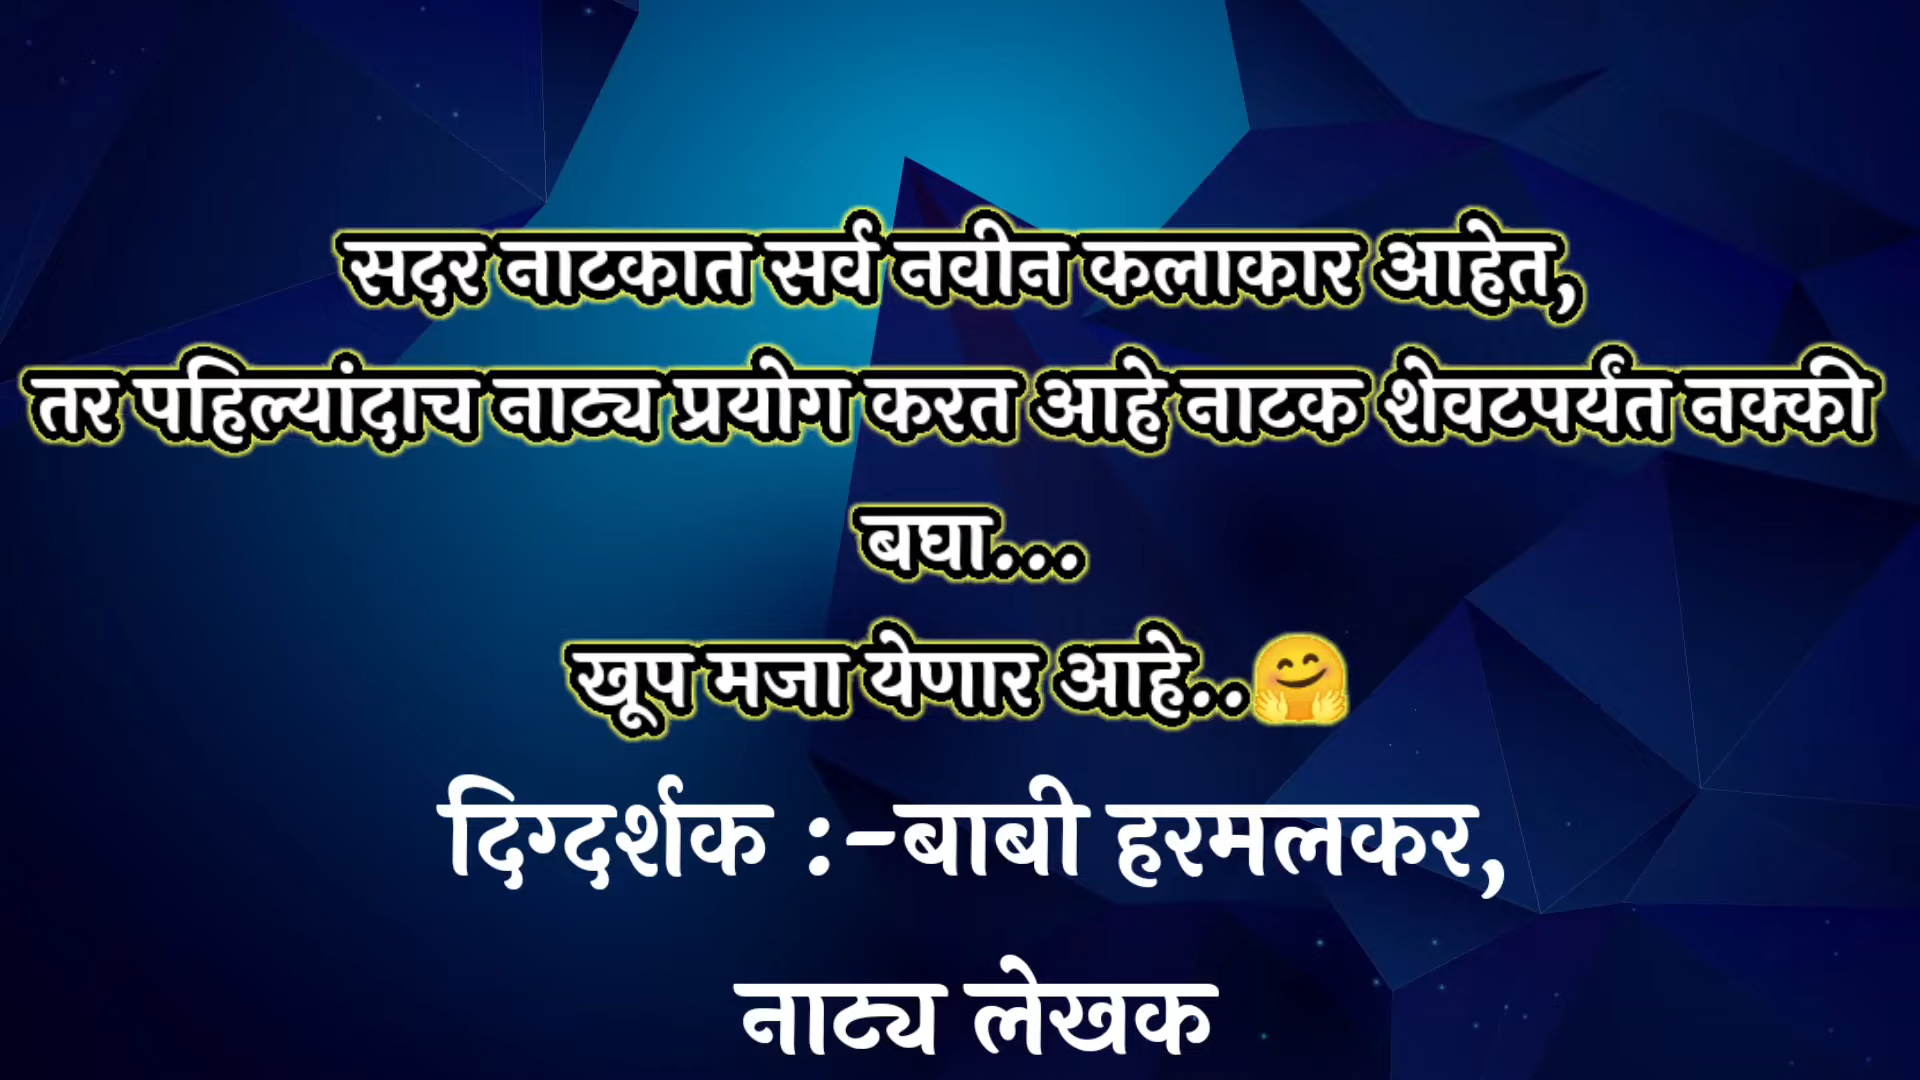 सदर नाटकात सर्व नवीन कलाकार आहेत,
तर पहिल्यांदाच नाट्य प्रयोग करत आहे नाटक शेवटपर्यंत नक्की
बघा...
खूप मजा येणार आहे..🤗
दिग्दर्शक :-बाबी हरमलकर,
नाट्य लेखक